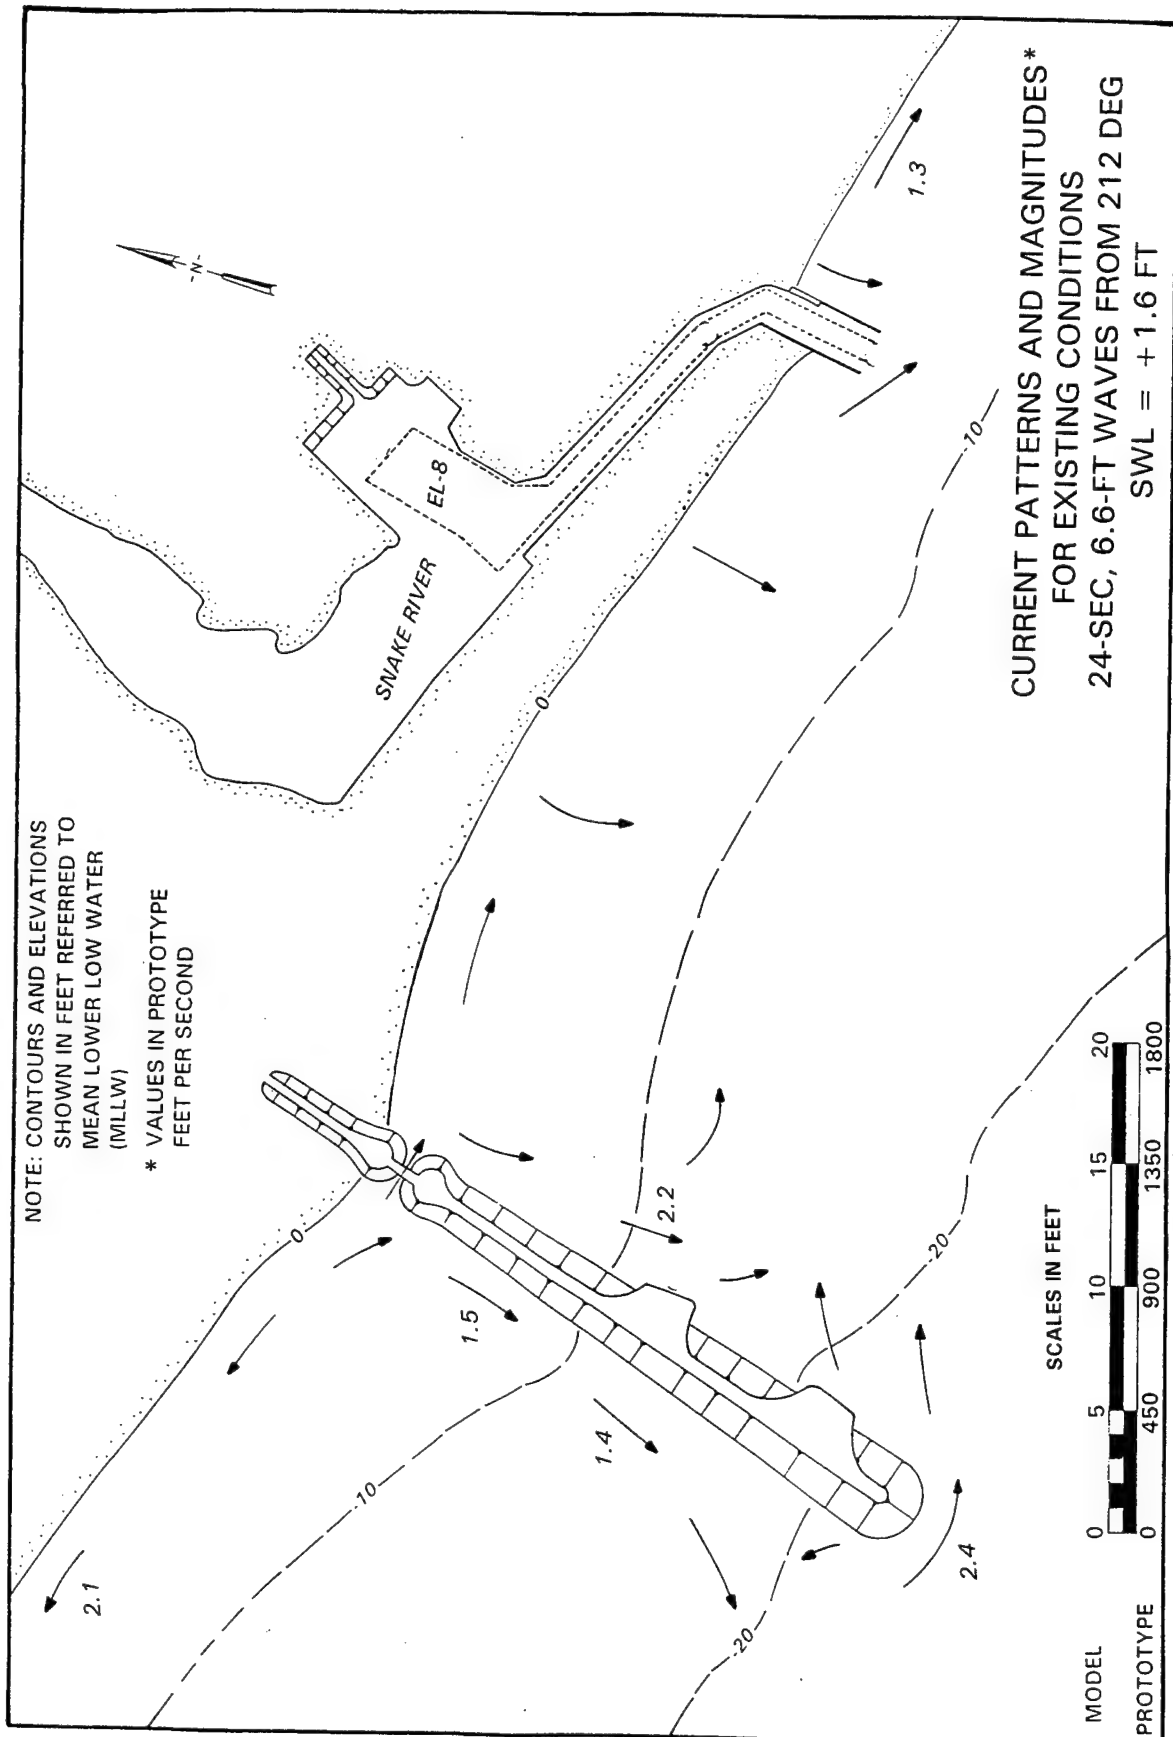 NOTE: CONTOURS AND ELEVATIONS
SHOWN IN FEET REFERRED TO
MEAN LOWER LOW WATER
(MLLW)
* VALUES IN PROTOTYPE
FEET PER SECOND
-N-
SNAKE RIVER
EL-8
0
0
-10
-10
-20
-20
2.1
1.5
1.4
2.4
2.2
1.3
SCALES IN FEET
MODEL 0 5 10 15 20
PROTOTYPE 0 450 900 1350 1800
CURRENT PATTERNS AND MAGNITUDES*
FOR EXISTING CONDITIONS
24-SEC, 6.6-FT WAVES FROM 212 DEG
SWL = +1.6 FT